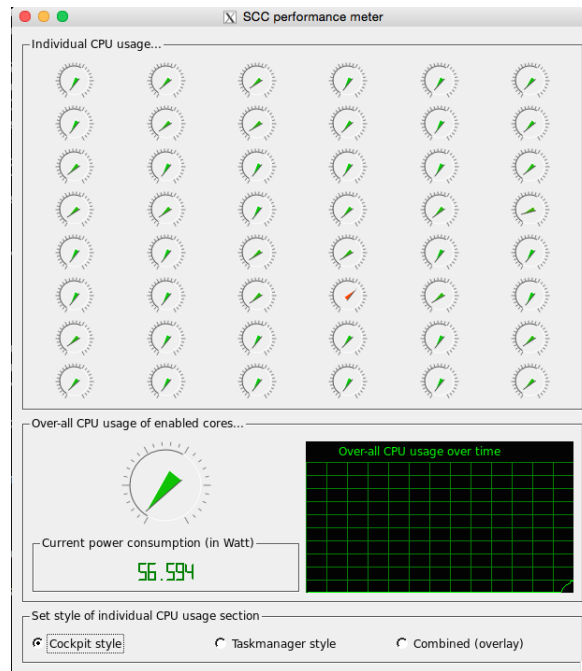 SCC performance meter
Individual CPU usage...
Over-all CPU usage of enabled cores...
Over-all CPU usage over time
Current power consumption (in Watt)
56.594
Set style of individual CPU usage section
Cockpit style
Taskmanager style
Combined (overlay)